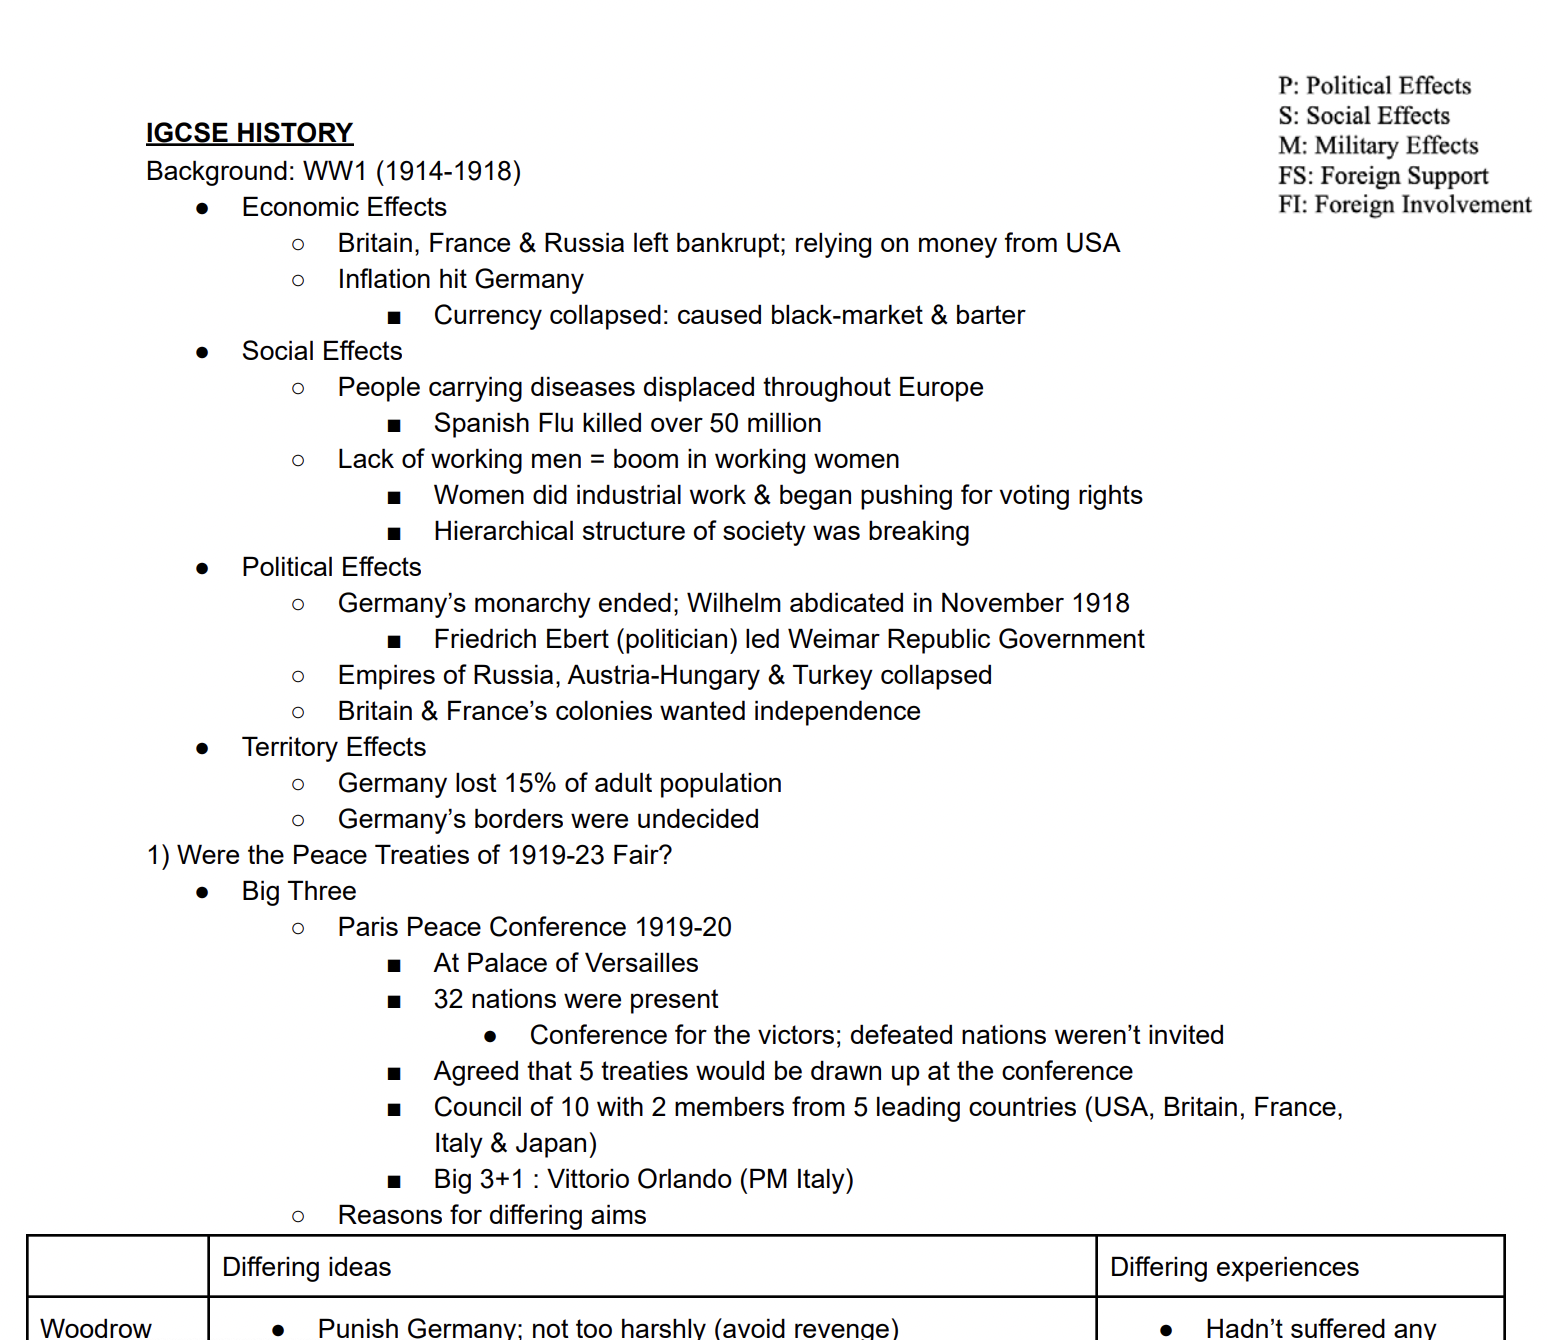 P: Political Effects
S: Social Effects
M: Military Effects
FS: Foreign Support
FI: Foreign Involvement
IGCSE HISTORY
Background: WW1 (1914-1918)
● Economic Effects
○ Britain, France & Russia left bankrupt; relying on money from USA
○ Inflation hit Germany
■ Currency collapsed: caused black-market & barter
● Social Effects
○ People carrying diseases displaced throughout Europe
■ Spanish Flu killed over 50 million
○ Lack of working men = boom in working women
■ Women did industrial work & began pushing for voting rights
■ Hierarchical structure of society was breaking
● Political Effects
○ Germany’s monarchy ended; Wilhelm abdicated in November 1918
■ Friedrich Ebert (politician) led Weimar Republic Government
○ Empires of Russia, Austria-Hungary & Turkey collapsed
○ Britain & France’s colonies wanted independence
● Territory Effects
○ Germany lost 15% of adult population
○ Germany’s borders were undecided
1) Were the Peace Treaties of 1919-23 Fair?
● Big Three
○ Paris Peace Conference 1919-20
■ At Palace of Versailles
■ 32 nations were present
● Conference for the victors; defeated nations weren’t invited
■ Agreed that 5 treaties would be drawn up at the conference
■ Council of 10 with 2 members from 5 leading countries (USA, Britain, France,
Italy & Japan)
■ Big 3+1 : Vittorio Orlando (PM Italy)
○ Reasons for differing aims
Differing ideas
Differing experiences
Woodrow
● Punish Germany; not too harshly (avoid revenge)
● Hadn’t suffered any